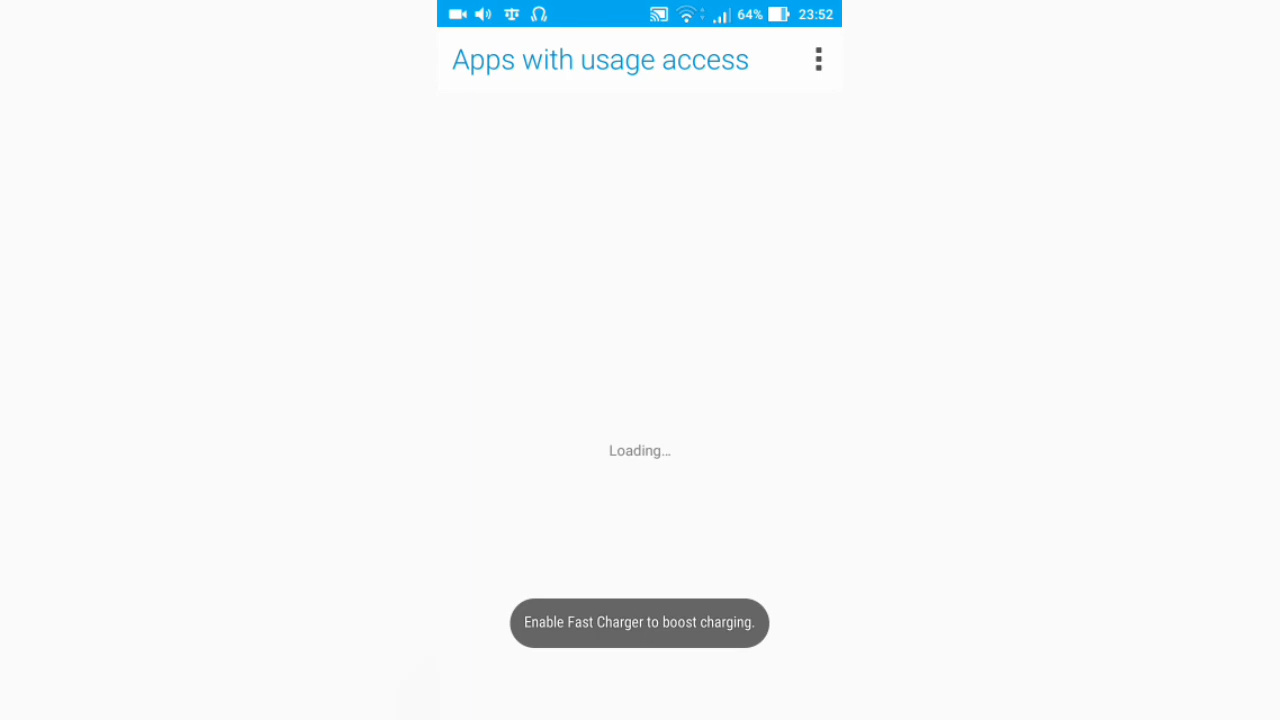 64% 23:52
Apps with usage access
Loading...
Enable Fast Charger to boost charging.